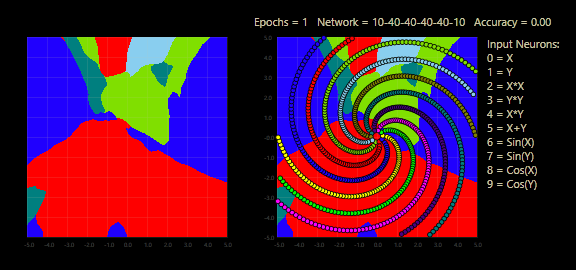 Epochs = 1 Network = 10-40-40-40-40-10 Accuracy = 0.00
Input Neurons:
0 = X
1 = Y
2 = X*X
3 = Y*Y
4 = X*Y
5 = X+Y
6 = Sin(X)
7 = Sin(Y)
8 = Cos(X)
9 = Cos(Y)
5.0
4.0
3.0
2.0
1.0
0.0
-1.0
-2.0
-3.0
-4.0
-5.0
-5.0 -4.0 -3.0 -2.0 -1.0 0.0 1.0 2.0 3.0 4.0 5.0
-5.0 -4.0 -3.0 -2.0 -1.0 0.0 1.0 2.0 3.0 4.0 5.0